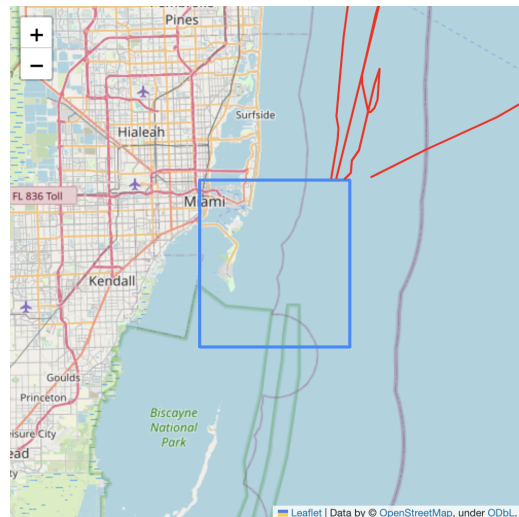 Pines
+
−
Surfside
Hialeah
FL 836 Toll
Miami
Kendall
Goulds
Princeton
Biscayne
National
Park
eisure City
ead
Leaflet | Data by © OpenStreetMap, under ODbL.